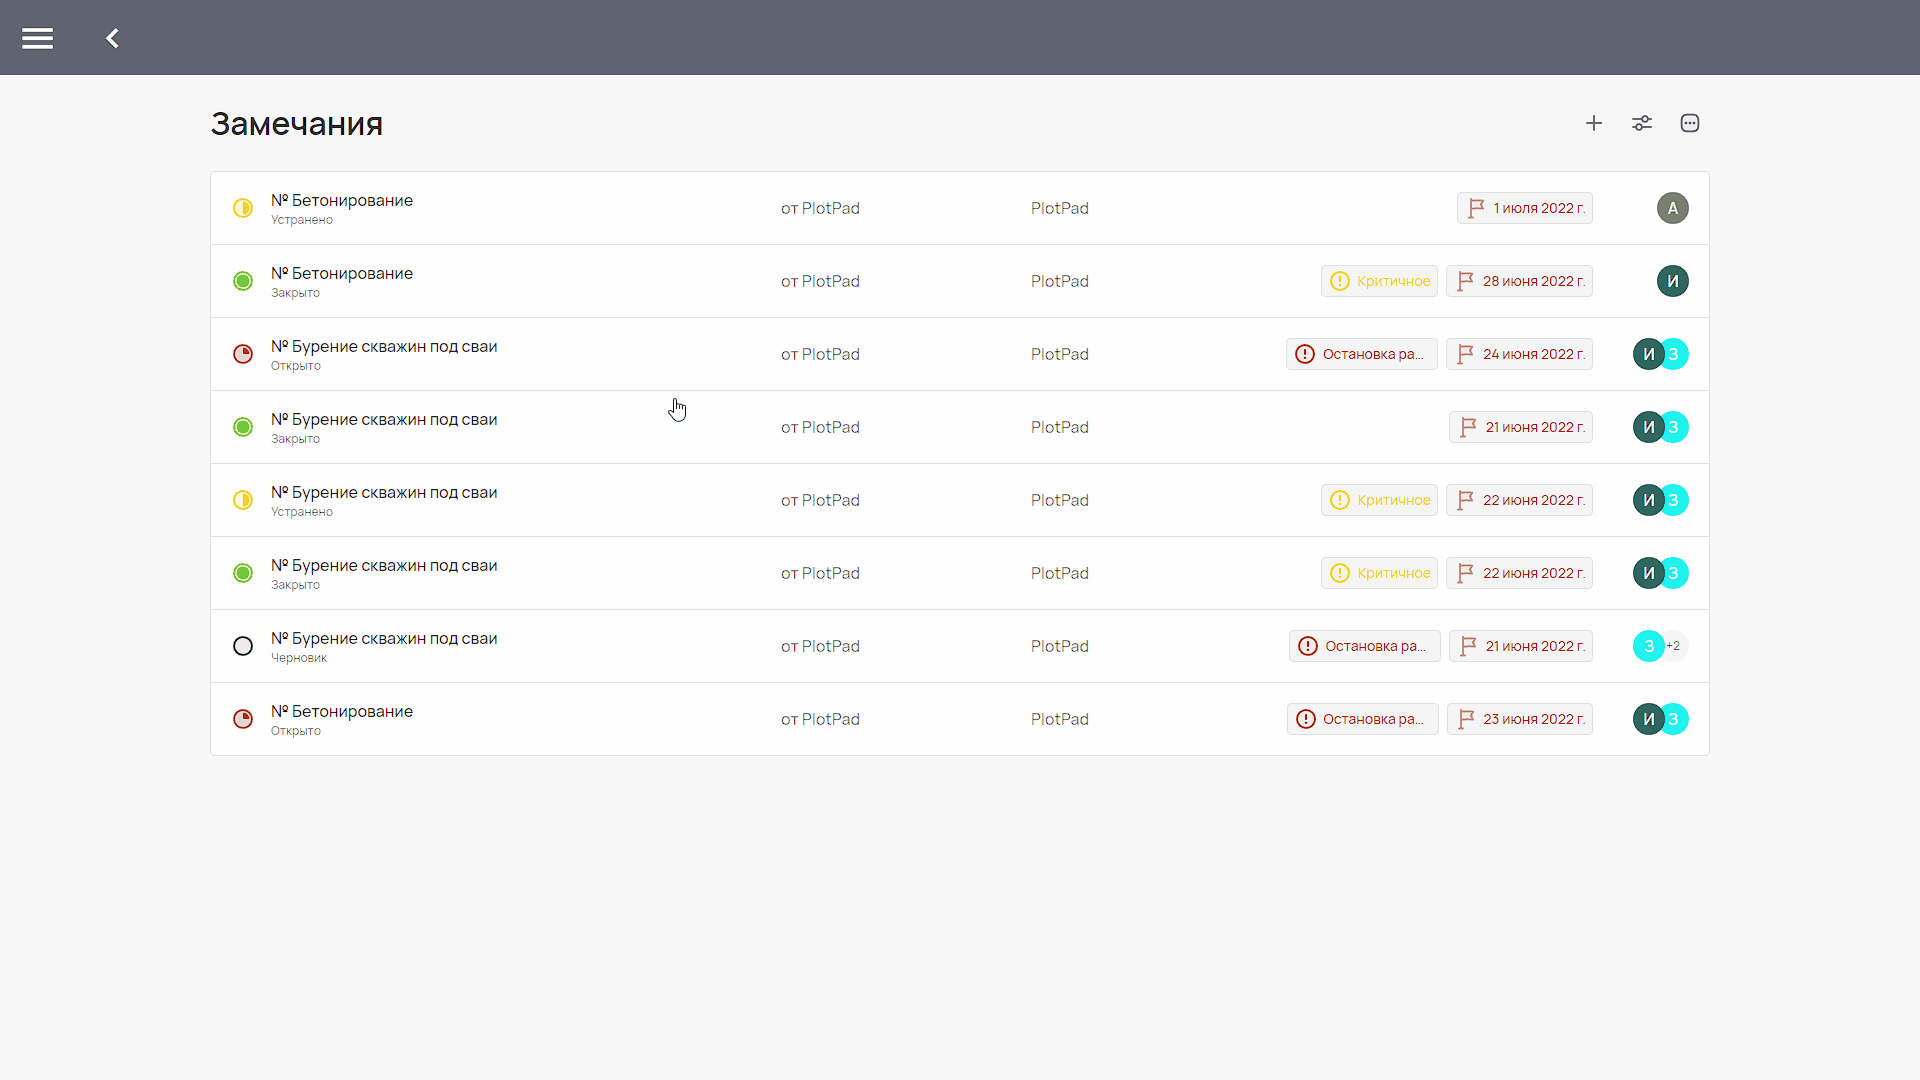 Замечания
№ Бетонирование
Устранено
от PlotPad
PlotPad
1 июля 2022 г.
А
№ Бетонирование
Закрыто
от PlotPad
PlotPad
Критичное
28 июня 2022 г.
И
№ Бурение скважин под сваи
Открыто
от PlotPad
PlotPad
Остановка ра...
24 июня 2022 г.
И З
№ Бурение скважин под сваи
Закрыто
от PlotPad
PlotPad
21 июня 2022 г.
И З
№ Бурение скважин под сваи
Устранено
от PlotPad
PlotPad
Критичное
22 июня 2022 г.
И З
№ Бурение скважин под сваи
Закрыто
от PlotPad
PlotPad
Критичное
22 июня 2022 г.
И З
№ Бурение скважин под сваи
Черновик
от PlotPad
PlotPad
Остановка ра...
21 июня 2022 г.
З +2
№ Бетонирование
Открыто
от PlotPad
PlotPad
Остановка ра...
23 июня 2022 г.
И З